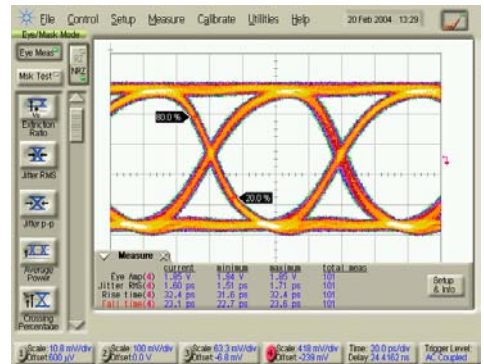 File Control Setup Measure Calibrate Utilities Help 20 Feb 2004 13:29
Eye/Mask Mode
Eye Meas
NRZ
Msk Test
Extinction Ratio
Jitter RMS
Jitter p-p
Average Power
Crossing Percentage
80.0 %
20.0 %
Measure
current minimum maximum total meas
Eye Amp(4) 1.85 V 1.84 V 1.85 V 101
Jitter RMS(4) 1.60 ps 1.51 ps 1.71 ps 101
Rise time(4) 32.4 ps 31.6 ps 32.4 ps 101
Fall time(4) 23.1 ps 22.7 ps 23.6 ps 101
Setup & Info
Scale: 10.8 mV/div
Offset: 600 µV
Scale: 100 mV/div
Offset: 0.0 V
Scale: 63.3 mV/div
Offset: -6.8 mV
Scale: 418 mV/div
Offset: -239 mV
Time: 20.0 ps/div
Delay: 24.4162 ns
Trigger Level:
AC Coupled